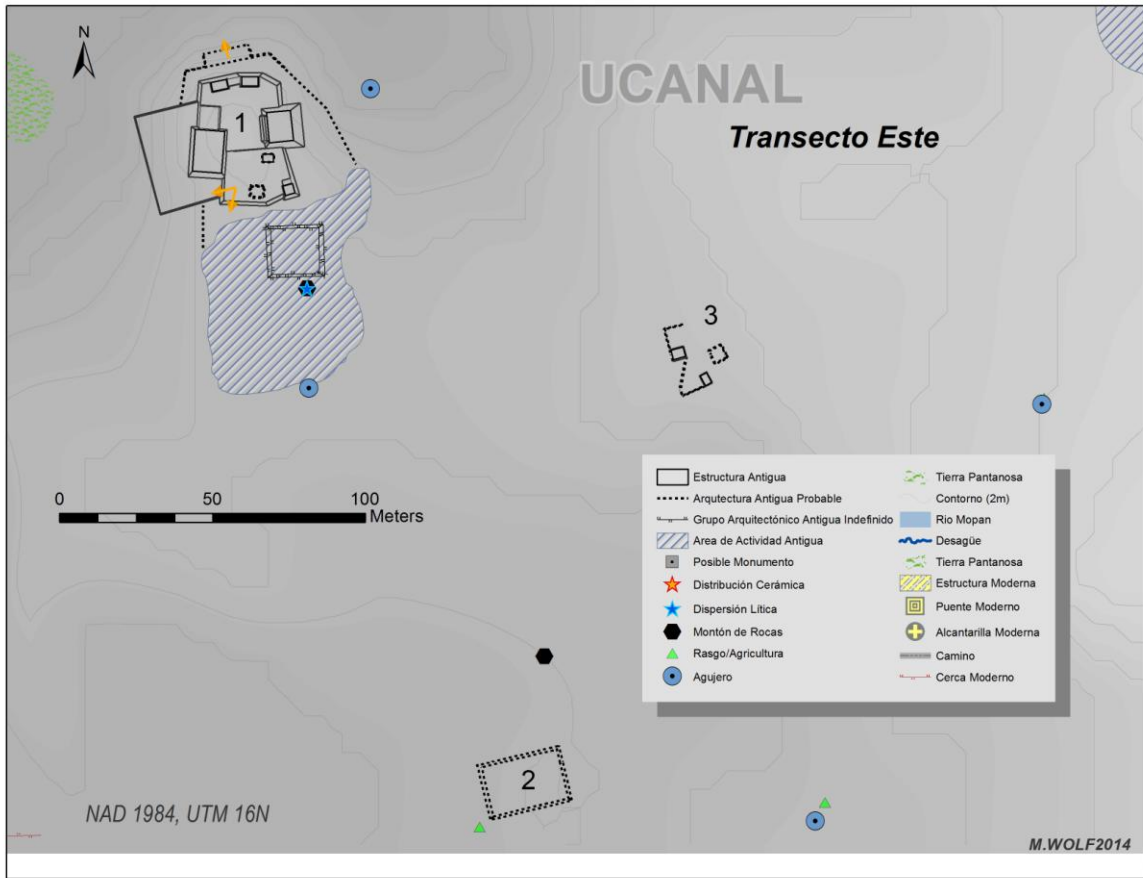 N
UCANAL
Transecto Este
1
3
0 50 100
Meters
Estructura Antigua
Arqutectura Antigua Probable
Grupo Arquitectónico Antigua Indefinido
Area de Actividad Antigua
Posible Monumento
Distribución Cerámica
Dispersión Lítica
Montón de Rocas
Rasgo/Agricultura
Agujero
Tierra Pantanosa
Contorno (2m)
Rio Mopan
Desagüe
Tierra Pantanosa
Estructura Moderna
Puente Moderno
Alcantarilla Moderna
Camino
Cerca Moderno
2
NAD 1984, UTM 16N
M.WOLF2014